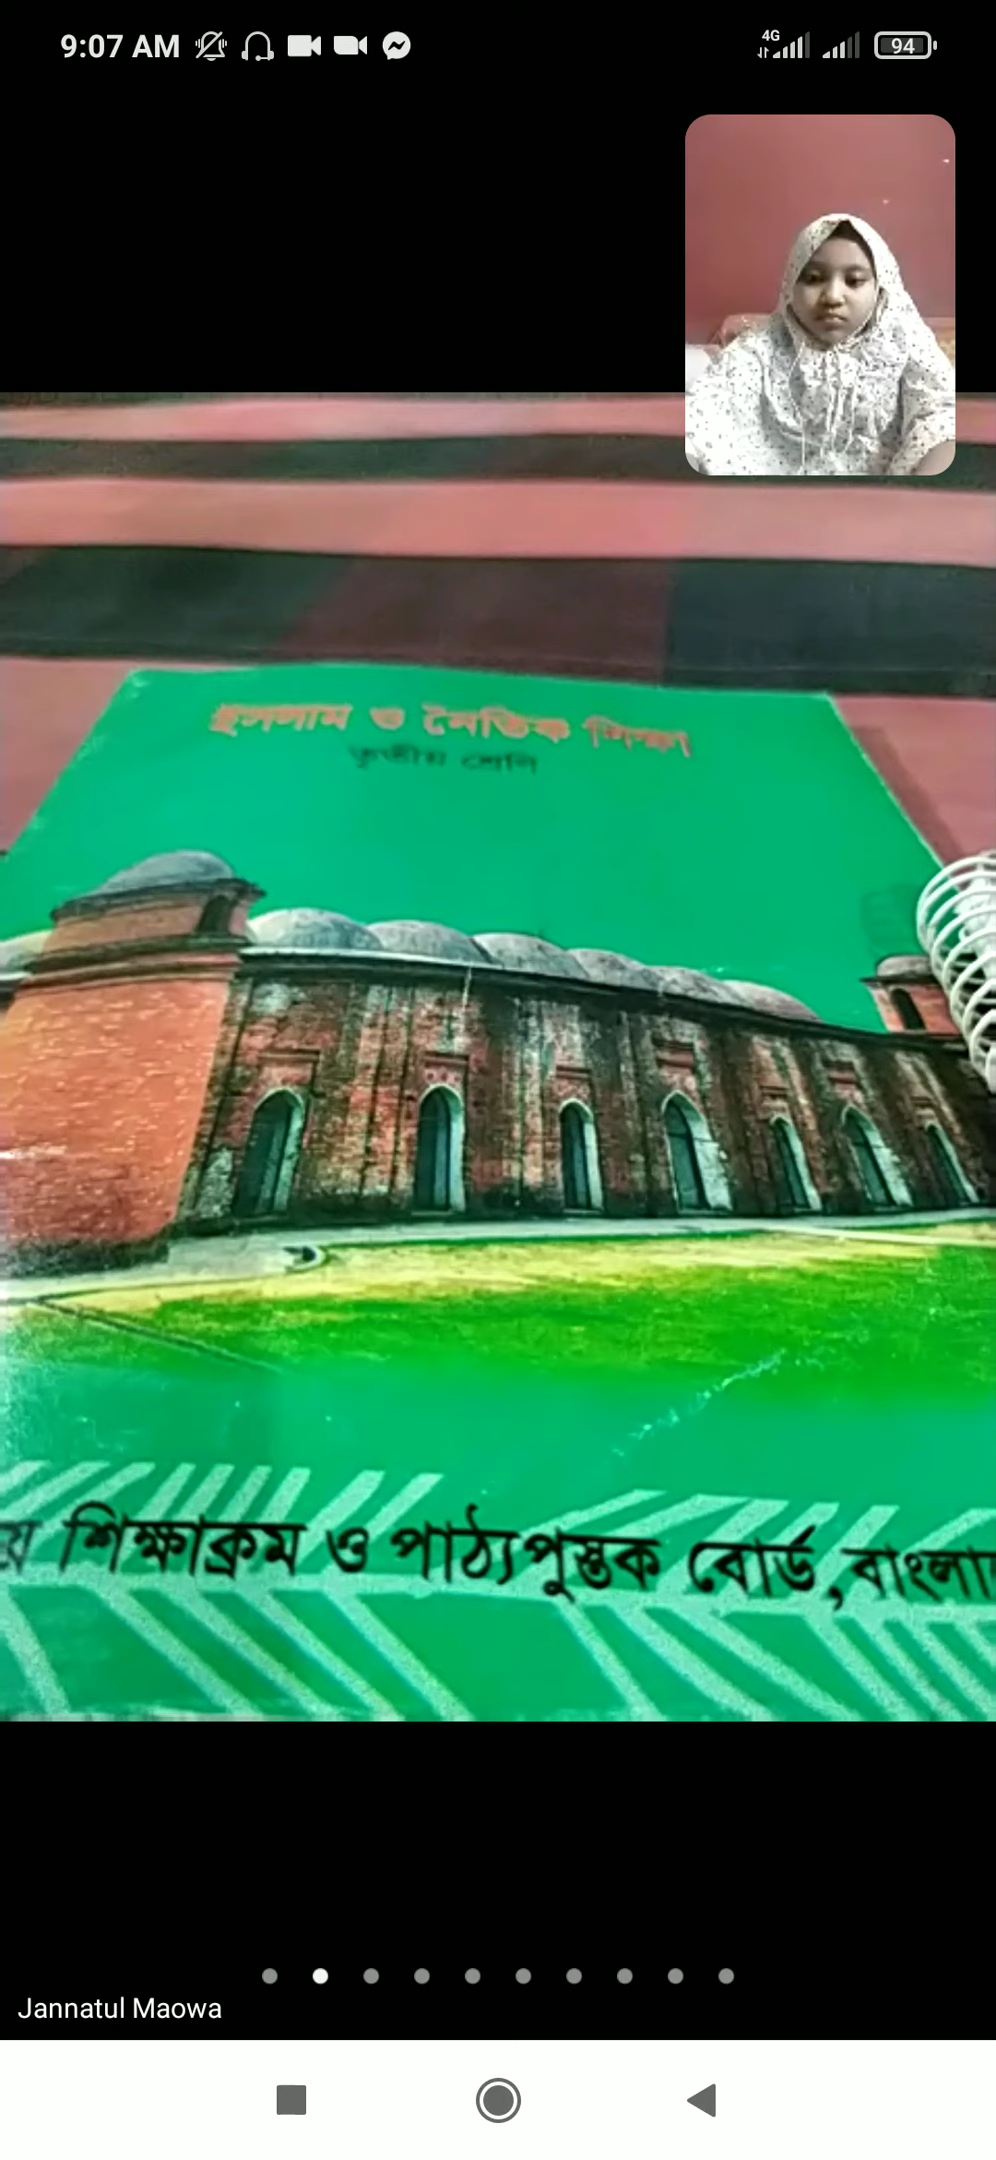 9:07 AM
4G
94
ইসলাম ও নৈতিক শিক্ষা
তৃতীয় শ্রেণি
শিক্ষাক্রম ও পাঠ্যপুস্তক বোর্ড,
Jannatul Maowa